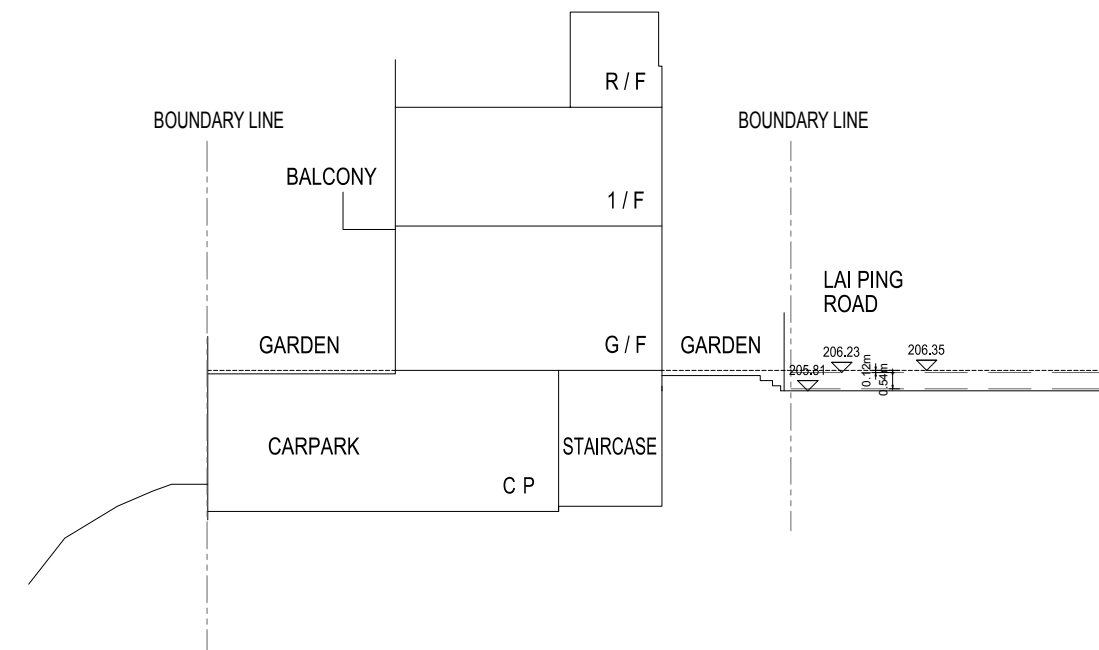 R / F
BOUNDARY LINE
BOUNDARY LINE
BALCONY
1 / F
LAI PING
ROAD
GARDEN
G / F
GARDEN
206.23
206.35
205.81
0.12m
0.54m
CARPARK
STAIRCASE
C P